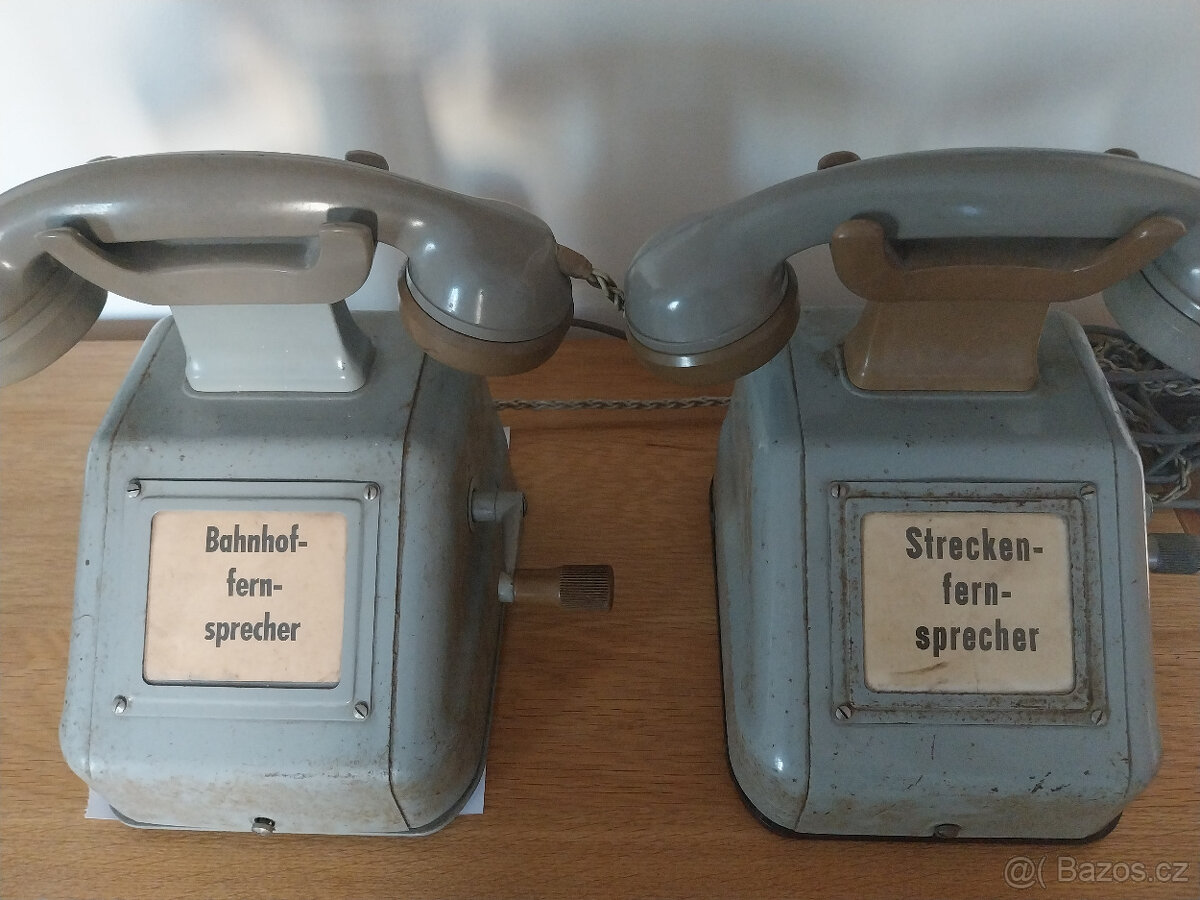 Bahnhof-
fern-
sprecher
Strecken-
fern-
sprecher
@( Bazos.cz